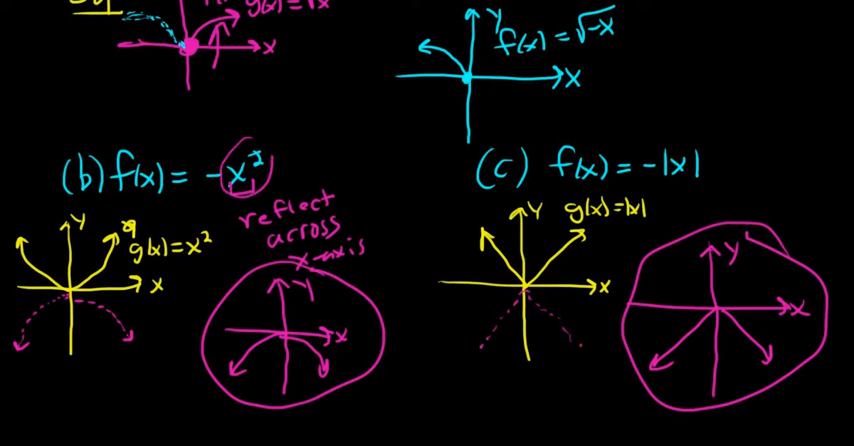 g(x) = √x
x
y
f(x) = √-x
x
(b) f(x) = -x²
(c) f(x) = -|x|
reflect
across
x-axis
y
g(x) = x²
x
y
x
y
g(x) = |x|
x
y
x